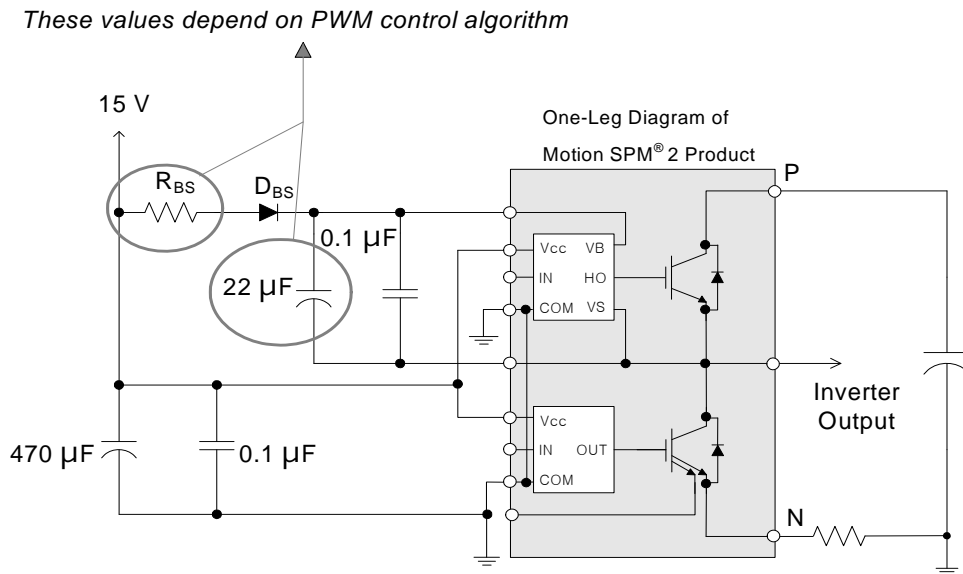 These values depend on PWM control algorithm
15 V
One-Leg Diagram of
Motion SPM® 2 Product
P
RBS
DBS
0.1 µF
22 µF
Vcc VB
IN HO
COM VS
Inverter
Output
Vcc
IN OUT
COM
470 µF
0.1 µF
N